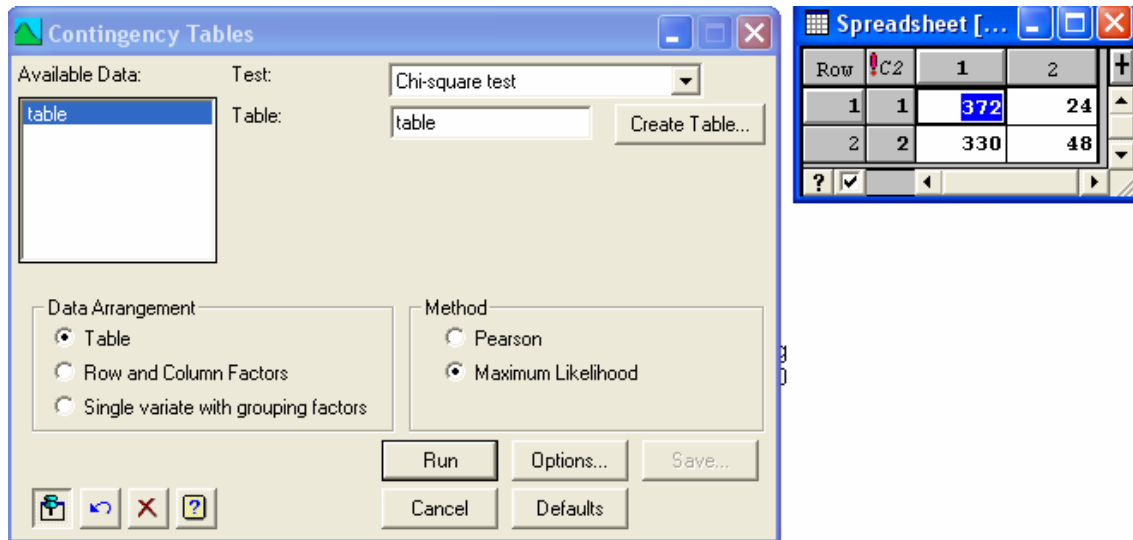 Contingency Tables
Available Data:
table
Test:
Chi-square test
Table:
table
Create Table...
Data Arrangement
Table
Row and Column Factors
Single variate with grouping factors
Method
Pearson
Maximum Likelihood
Run
Options...
Save...
Cancel
Defaults
Spreadsheet [...
Row !C2 1 2
1 1 372 24
2 2 330 48
?